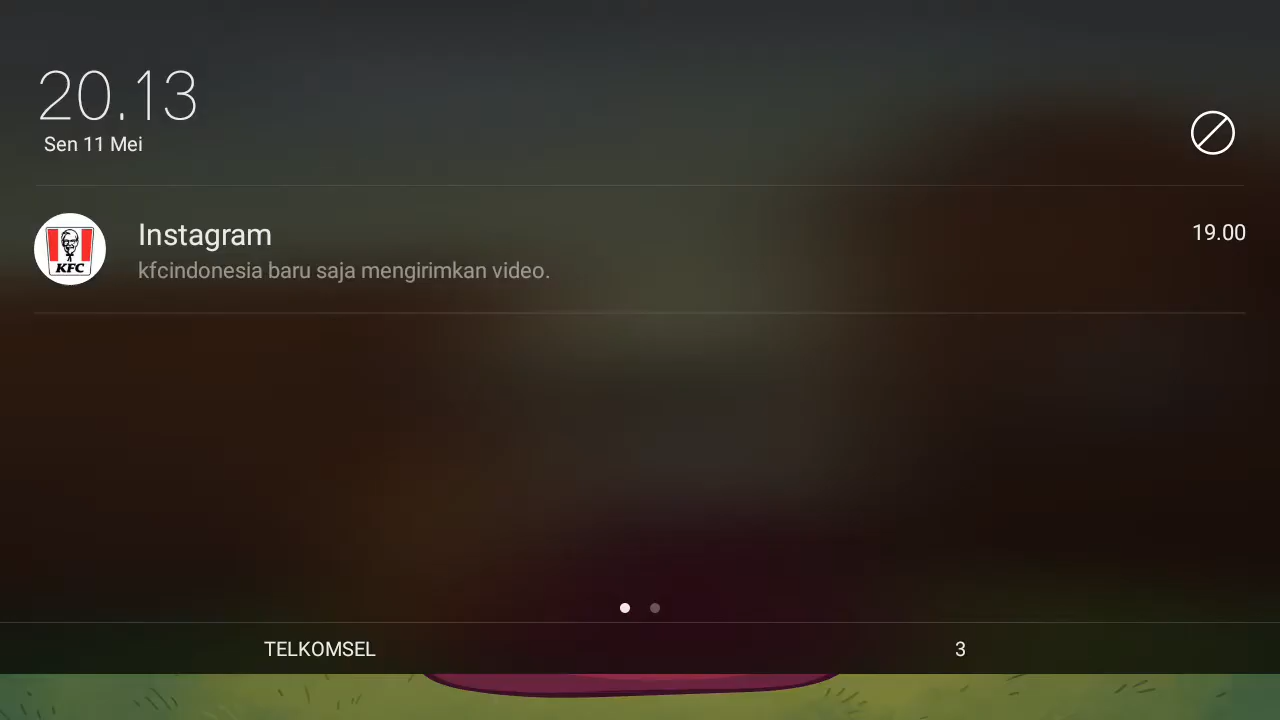 20.13
Sen 11 Mei
Instagram
19.00
kfcindonesia baru saja mengirimkan video.
KFC
TELKOMSEL
3